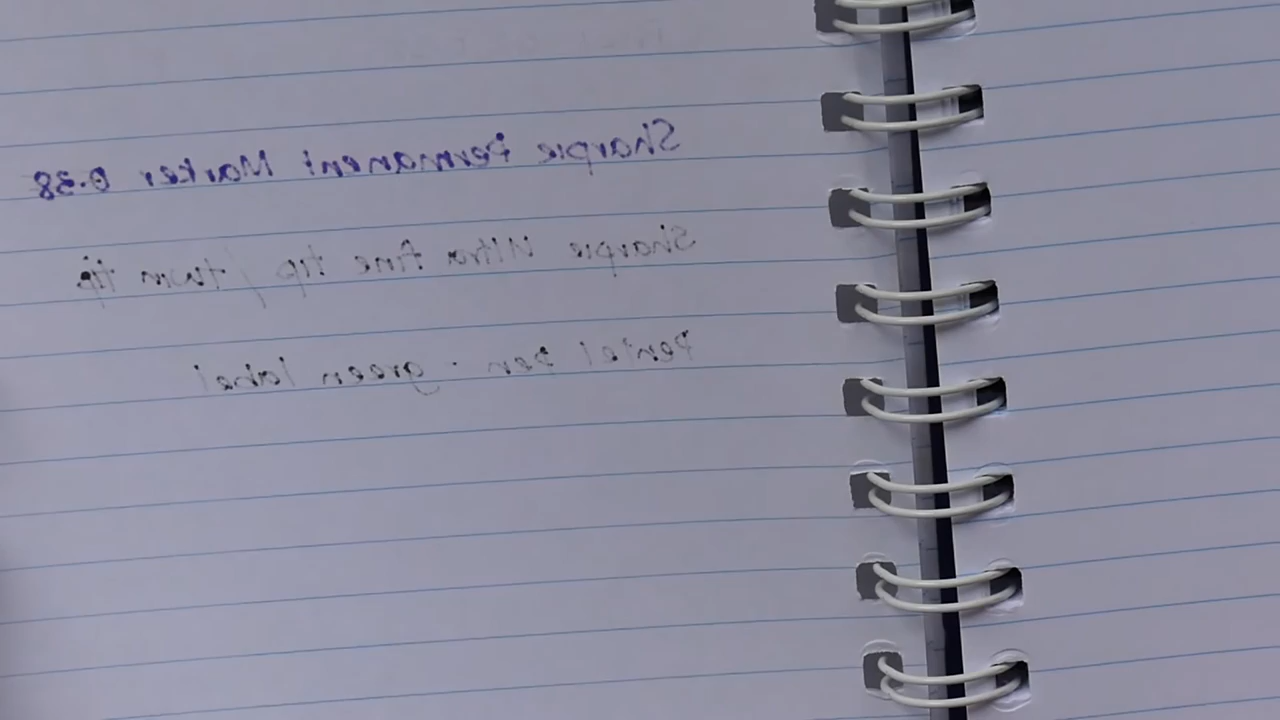 Sharpie Permanent Marker 0.38
Sharpie Ultra fine tip / twin tip
Pentel pen - green label